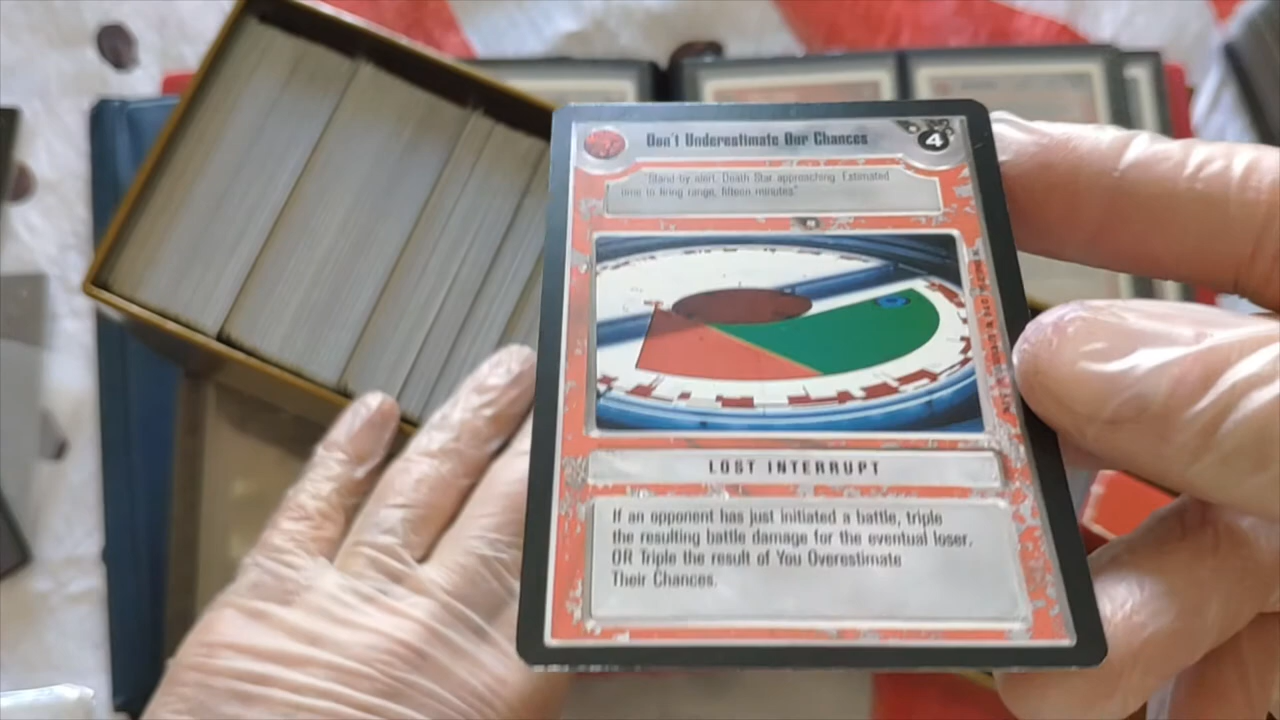 Don't Underestimate Our Chances
4
"Stand-by alert. Death Star approaching. Estimated
time to firing range, fifteen minutes"
LOST INTERRUPT
If an opponent has just initiated a battle, triple
the resulting battle damage for the eventual loser.
OR Triple the result of You Overestimate
Their Chances.